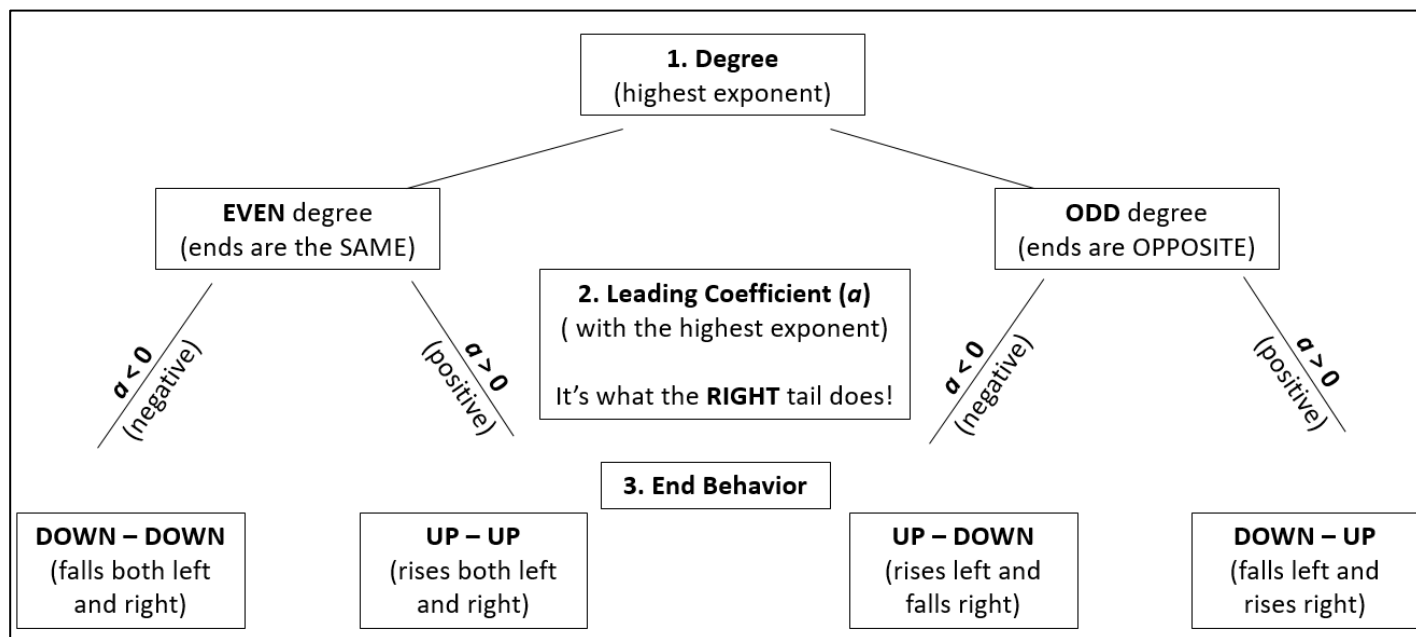 1. Degree
(highest exponent)
EVEN degree
(ends are the SAME)
ODD degree
(ends are OPPOSITE)
2. Leading Coefficient (a)
( with the highest exponent)
It’s what the RIGHT tail does!
a < 0
(negative)
a > 0
(positive)
a < 0
(negative)
a > 0
(positive)
3. End Behavior
DOWN – DOWN
(falls both left
and right)
UP – UP
(rises both left
and right)
UP – DOWN
(rises left and
falls right)
DOWN – UP
(falls left and
rises right)